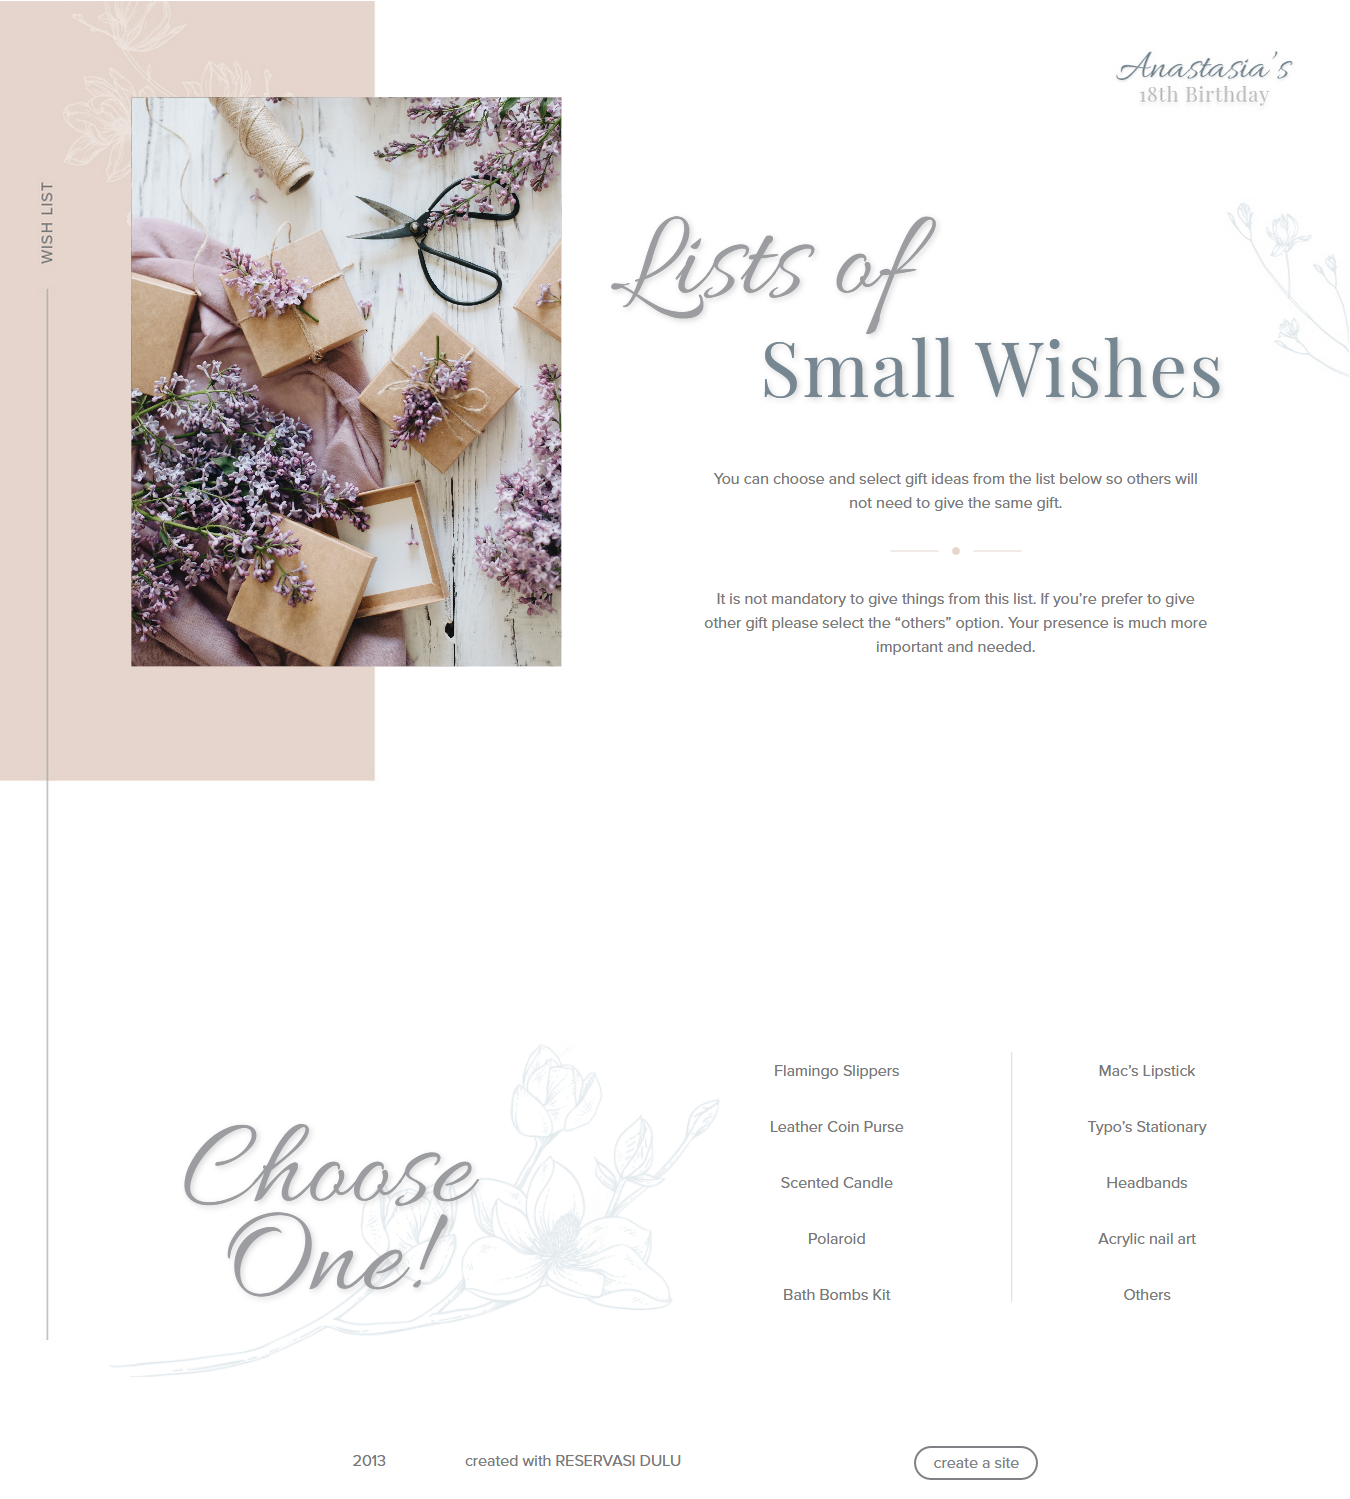 Anastasia's
18th Birthday
WISH LIST
Lists of
Small Wishes
You can choose and select gift ideas from the list below so others will
not need to give the same gift.
It is not mandatory to give things from this list. If you're prefer to give
other gift please select the “others” option. Your presence is much more
important and needed.
Choose
One!
Flamingo Slippers
Leather Coin Purse
Scented Candle
Polaroid
Bath Bombs Kit
Mac's Lipstick
Typo's Stationary
Headbands
Acrylic nail art
Others
2013
created with RESERVASI DULU
create a site